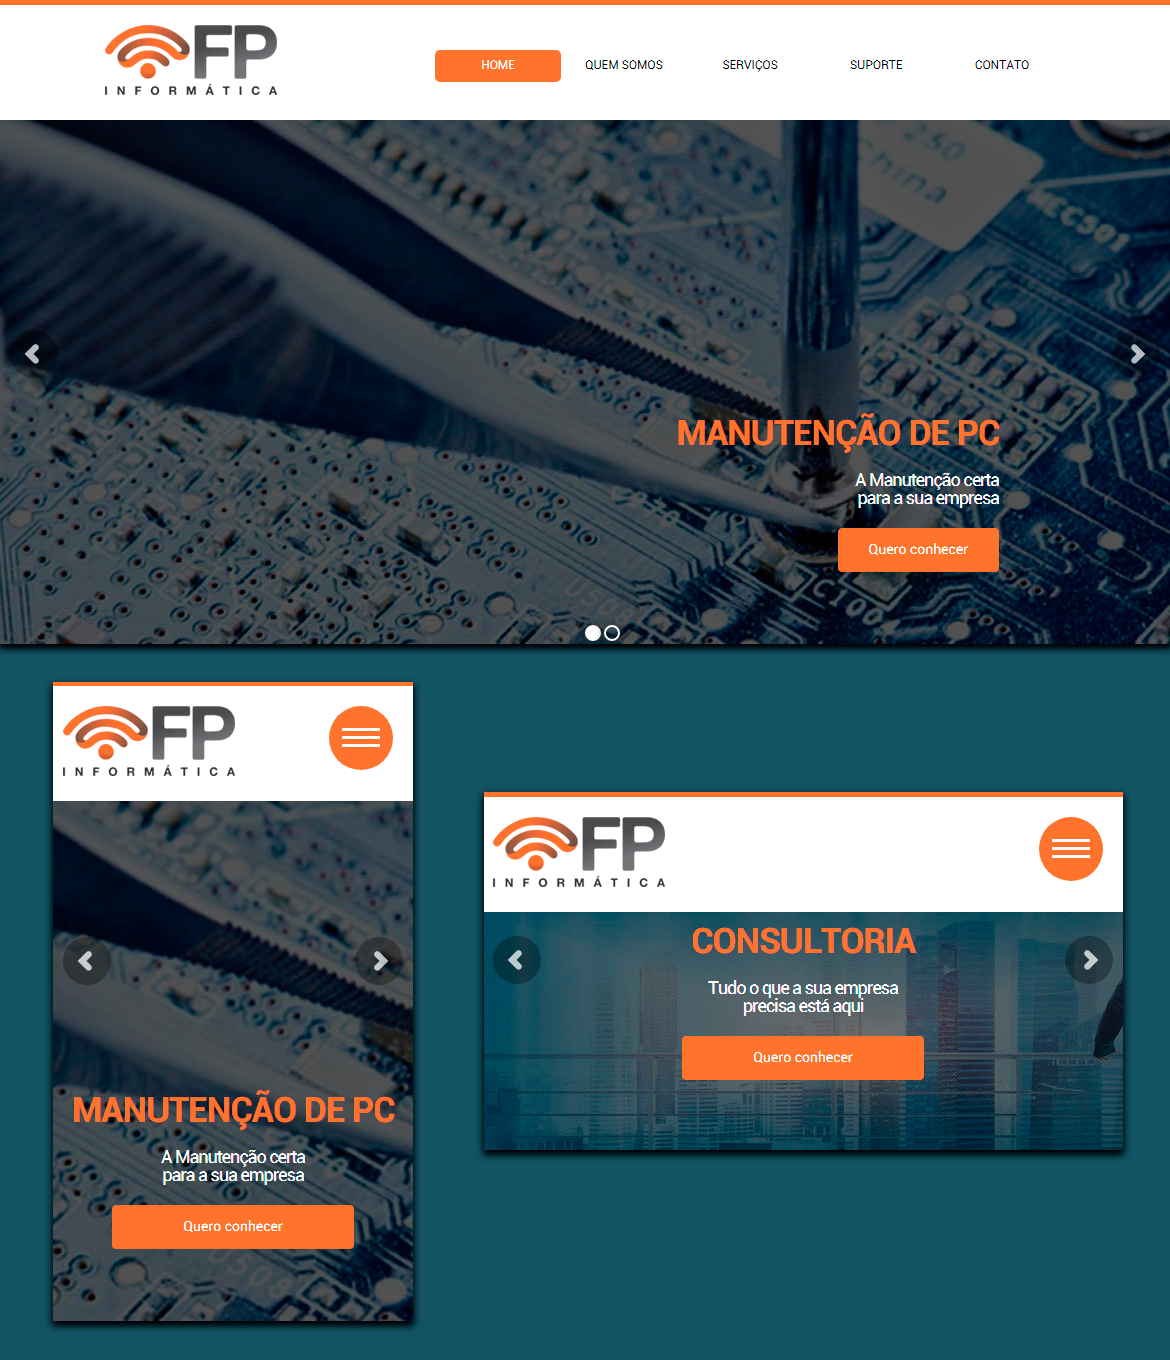 FP
INFORMÁTICA
HOME QUEM SOMOS SERVIÇOS SUPORTE CONTATO
China
MANUTENÇÃO DE PC
A Manutenção certa
para a sua empresa
Quero conhecer
FP
INFORMÁTICA
MANUTENÇÃO DE PC
A Manutenção certa
para a sua empresa
Quero conhecer
FP
INFORMÁTICA
CONSULTORIA
Tudo o que a sua empresa
precisa está aqui
Quero conhecer